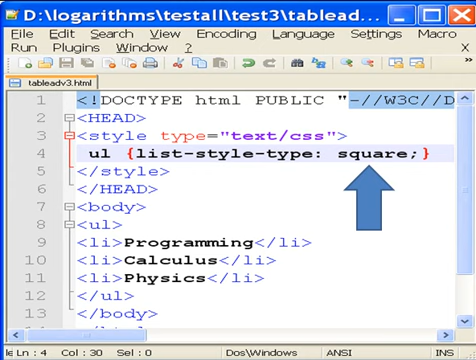 D:\logarithms\testall\test3\tablead...
File Edit Search View Encoding Language Settings Macro
Run Plugins Window ?
tableadv3.html
1 <!DOCTYPE html PUBLIC "-//W3C//D
2 <HEAD>
3 <style type="text/css">
4 ul {list-style-type: square;}
5 </style>
6 </HEAD>
7 <body>
8 <ul>
9 <li>Programming</li>
10 <li>Calculus</li>
11 <li>Physics</li>
12 </ul>
13 </body>
Ln : 4 Col : 30 Sel : 0 Dos\Windows ANSI INS